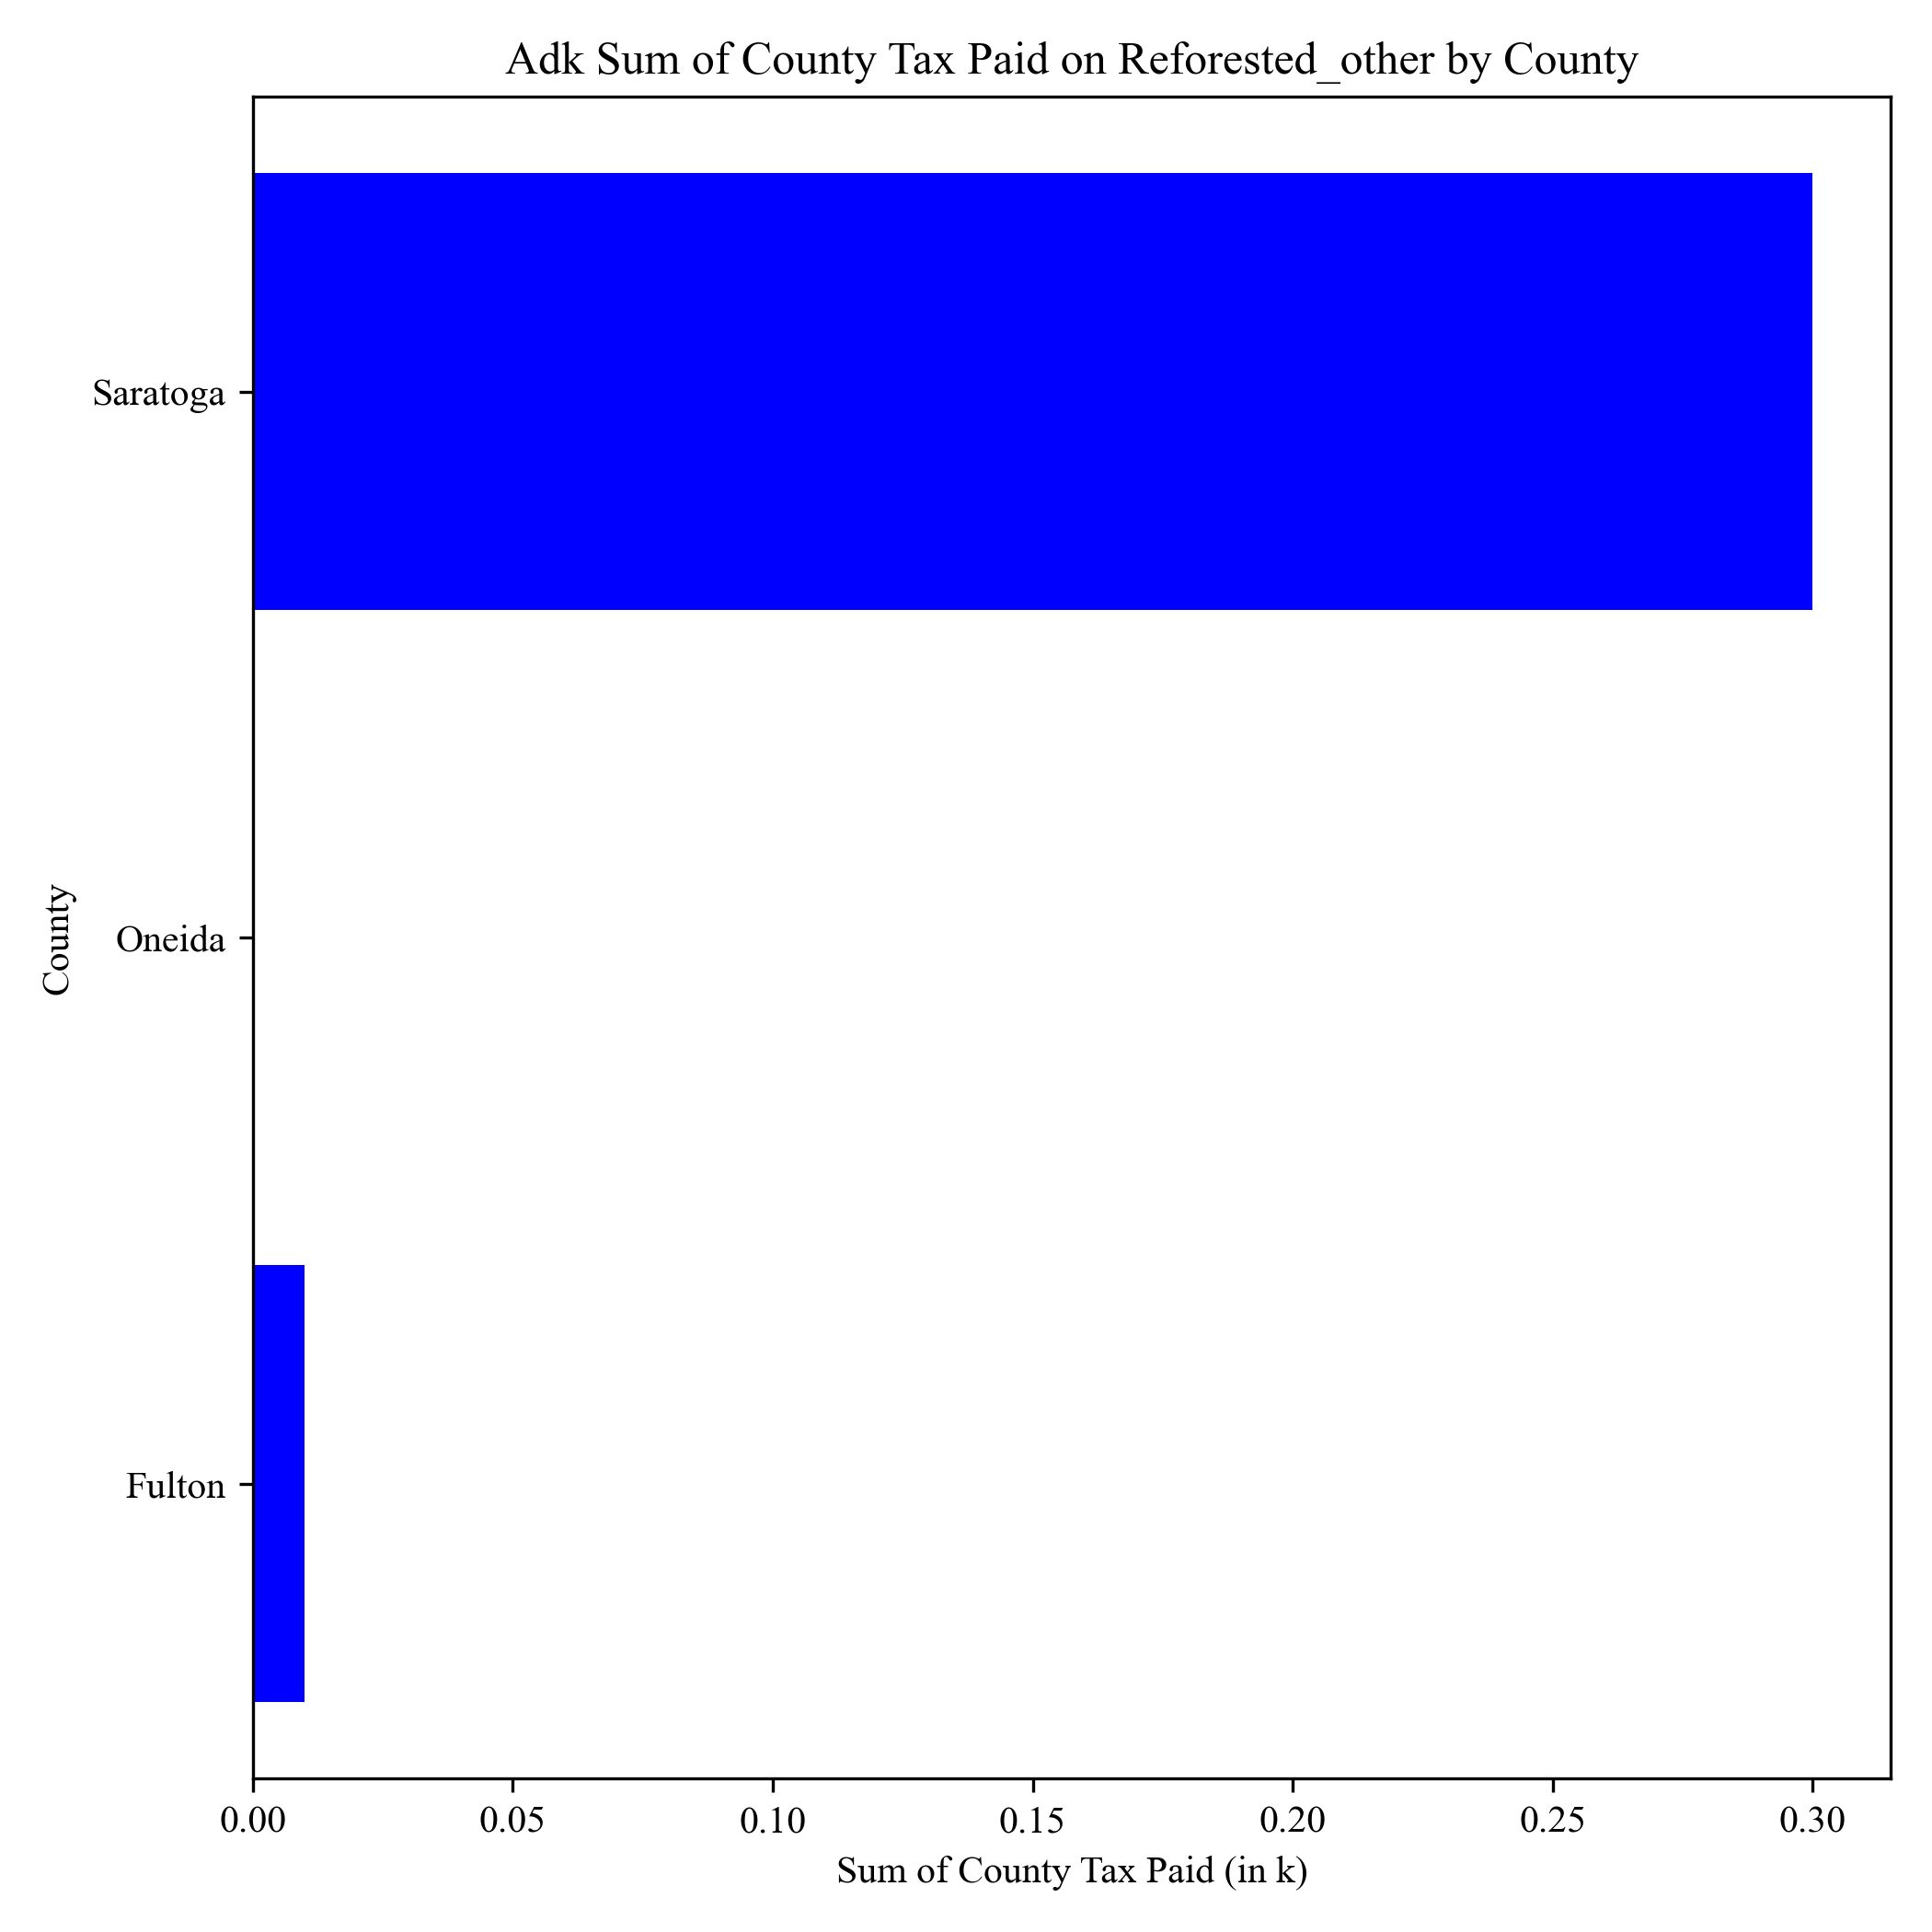 Adk Sum of County Tax Paid on Reforested_other by County
County
Saratoga
Oneida
Fulton
0.00 0.05 0.10 0.15 0.20 0.25 0.30
Sum of County Tax Paid (in k)